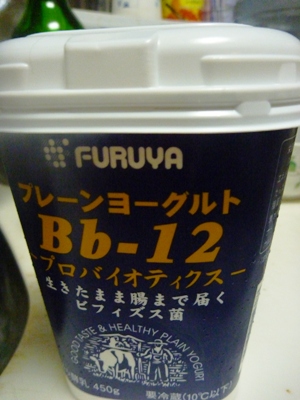 FURUYA
プレーンヨーグルト
Bb-12
－プロバイオティクス－
生きたまま腸まで届く
ビフィズス菌
GOOD TASTE & HEALTHY PLAIN YOGURT
乳 450g 要冷蔵(10℃以下)